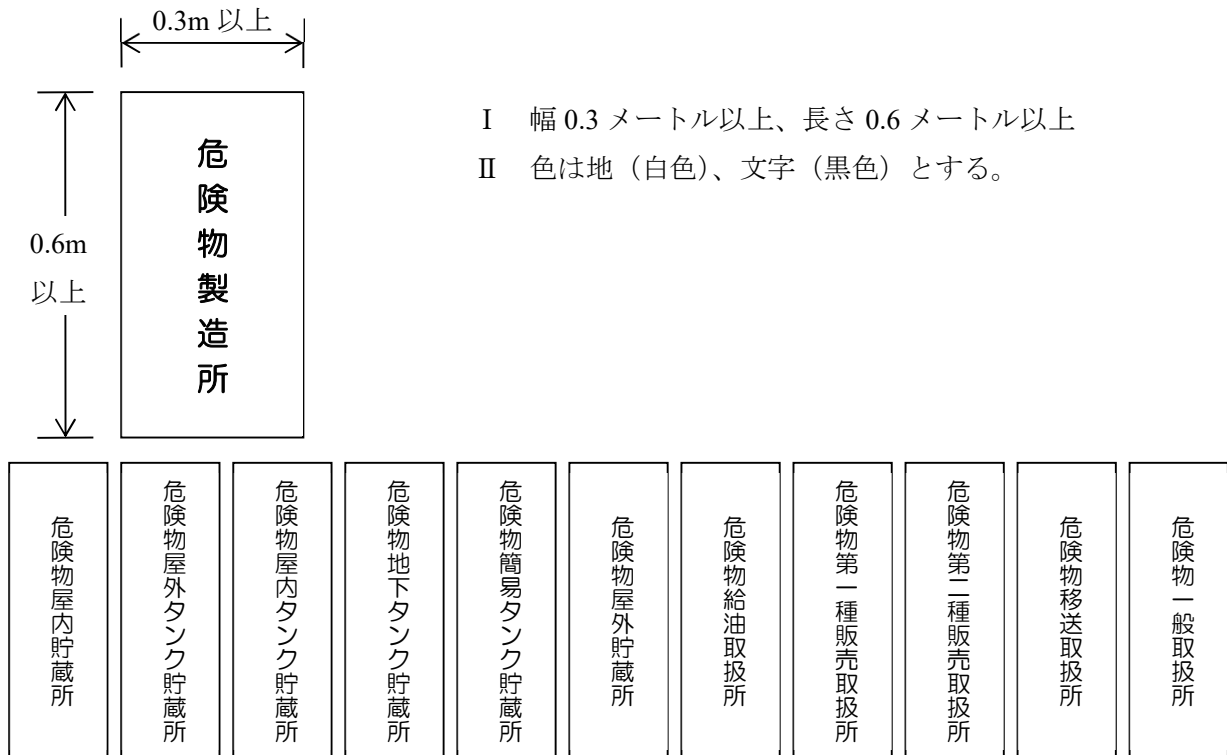 0.3m 以上
Ⅰ 幅 0.3 メートル以上、長さ 0.6 メートル以上
Ⅱ 色は地（白色）、文字（黒色）とする。
0.6m
以上
危険物製造所
危険物屋内貯蔵所
危険物屋外タンク貯蔵所
危険物屋内タンク貯蔵所
危険物地下タンク貯蔵所
危険物簡易タンク貯蔵所
危険物屋外貯蔵所
危険物給油取扱所
危険物第一種販売取扱所
危険物第二種販売取扱所
危険物移送取扱所
危険物一般取扱所